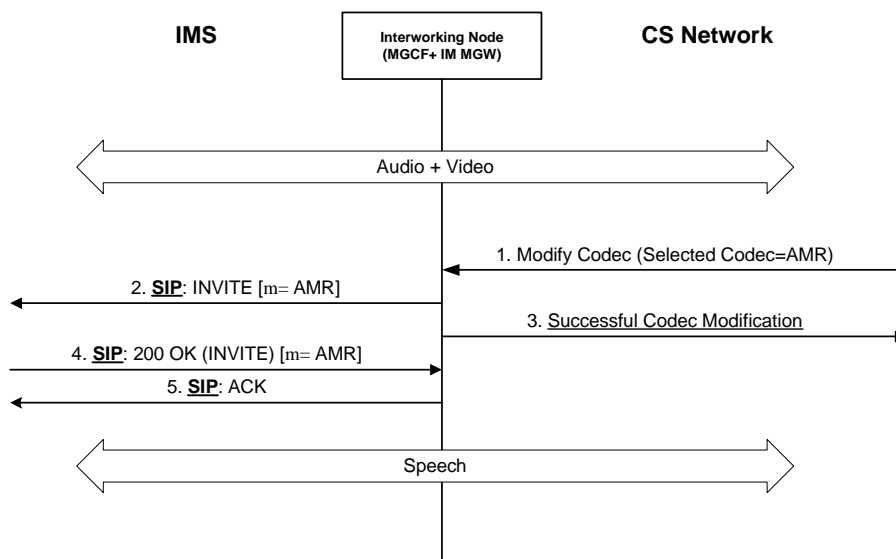 IMS
Interworking Node
(MGCF+ IM MGW)
CS Network
Audio + Video
1. Modify Codec (Selected Codec=AMR)
2. SIP: INVITE [m= AMR]
3. Successful Codec Modification
4. SIP: 200 OK (INVITE) [m= AMR]
5. SIP: ACK
Speech